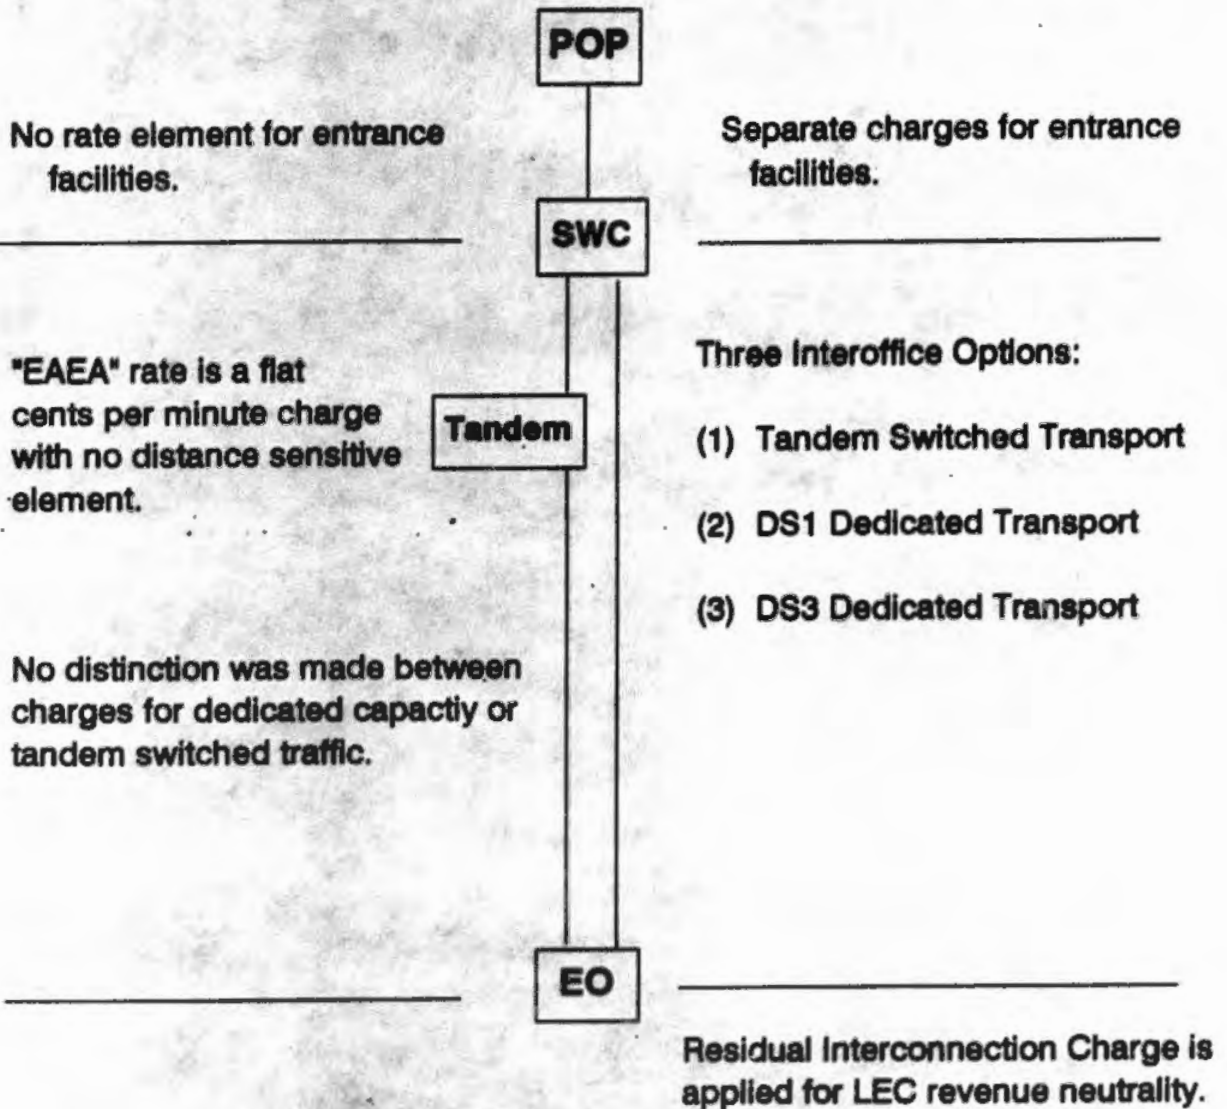 POP
No rate element for entrance
facilities.
Separate charges for entrance
facilities.
SWC
"EAEA" rate is a flat
cents per minute charge
with no distance sensitive
element.
Tandem
Three Interoffice Options:
(1) Tandem Switched Transport
(2) DS1 Dedicated Transport
(3) DS3 Dedicated Transport
No distinction was made between
charges for dedicated capactiy or
tandem switched traffic.
EO
Residual Interconnection Charge is
applied for LEC revenue neutrality.